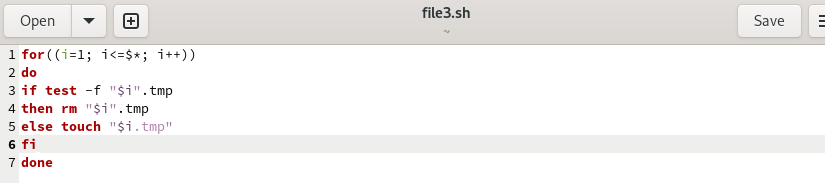 Open
file3.sh
~
Save
1 for((i=1; i<=$*; i++))
2 do
3 if test -f "$i".tmp
4 then rm "$i".tmp
5 else touch "$i.tmp"
6 fi
7 done